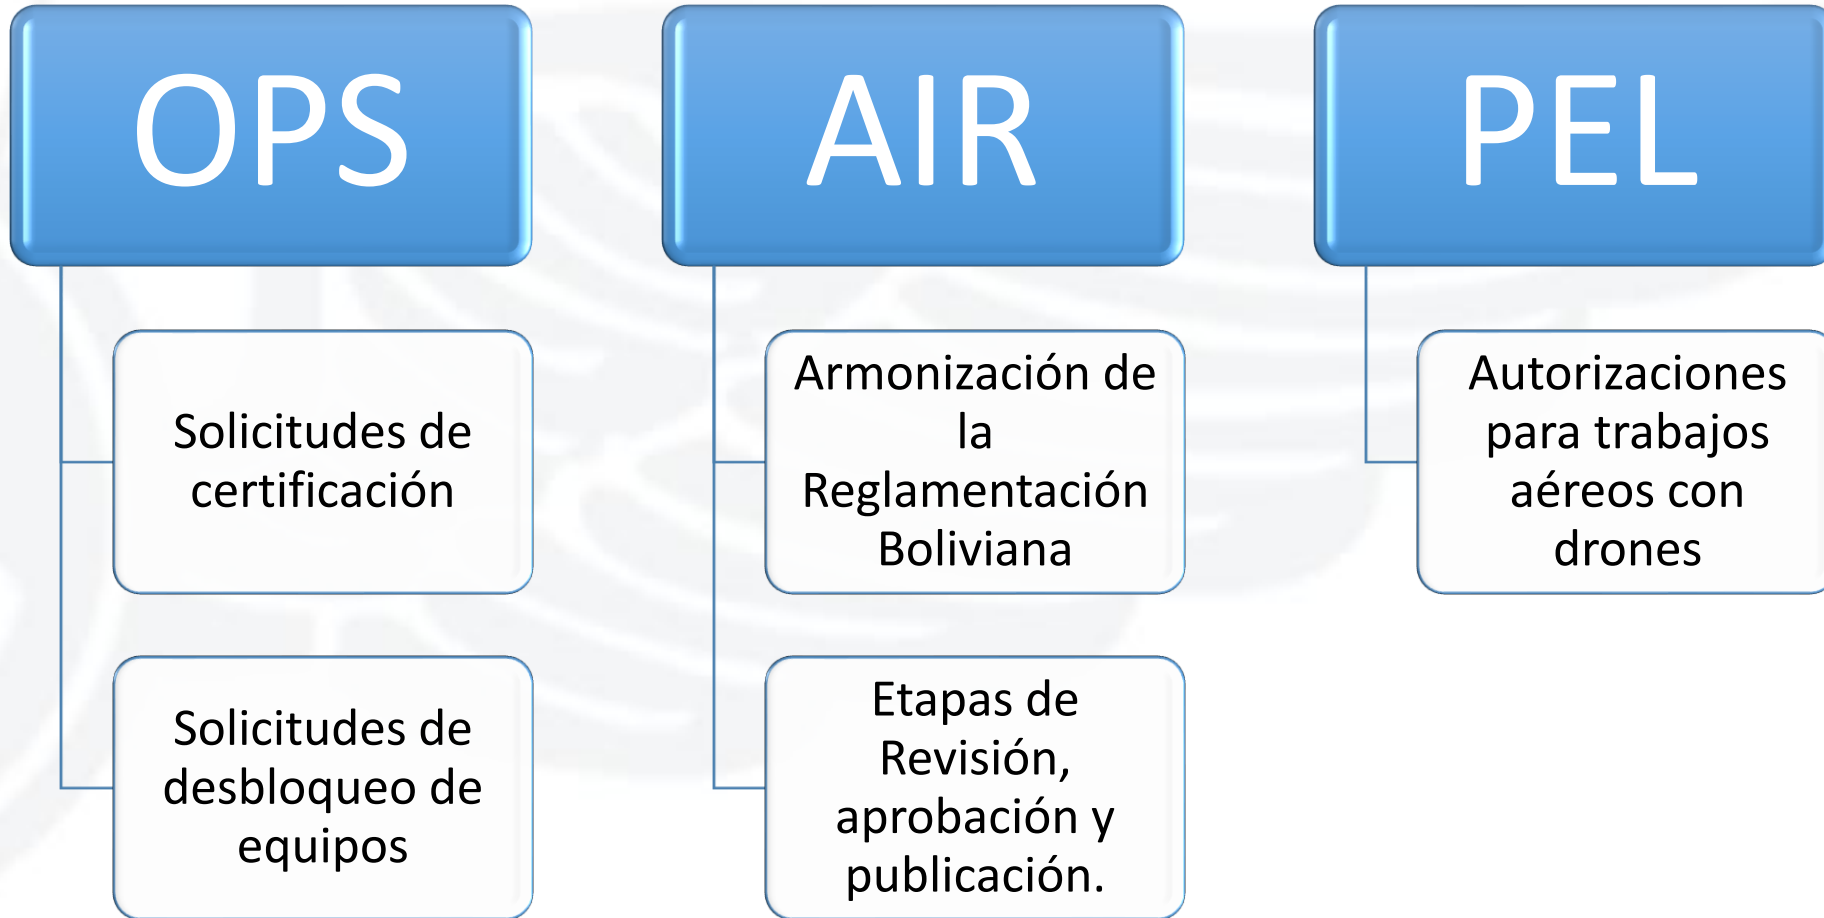 OPS
Solicitudes de
certificación
Solicitudes de
desbloqueo de
equipos
AIR
Armonización de
la
Reglamentación
Boliviana
Etapas de
Revisión,
aprobación y
publicación.
PEL
Autorizaciones
para trabajos
aéreos con
drones